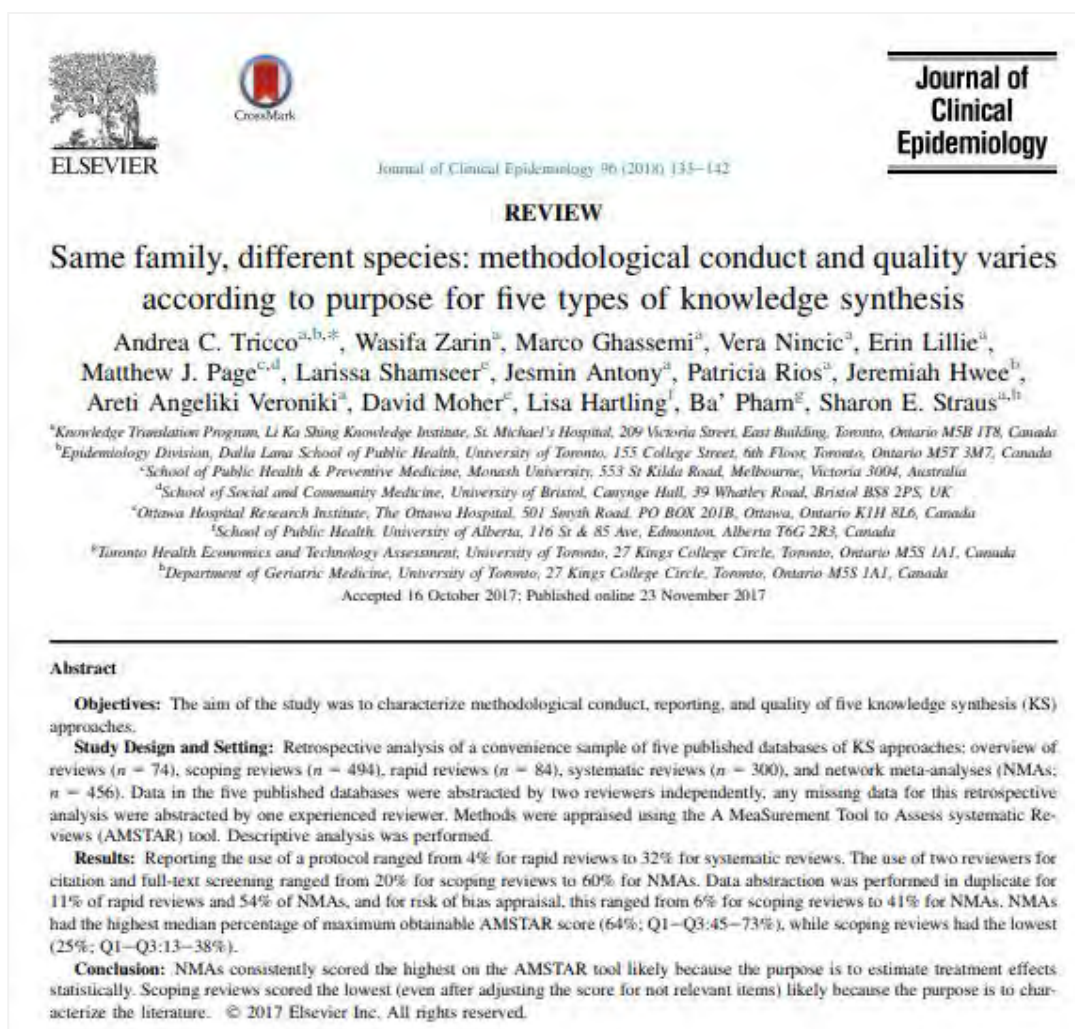 ELSEVIER
CrossMark
Journal of
Clinical
Epidemiology
Journal of Clinical Epidemiology 96 (2018) 133–142
REVIEW
Same family, different species: methodological conduct and quality varies
according to purpose for five types of knowledge synthesis
Andrea C. Tricco^a,b,*, Wasifa Zarin^a, Marco Ghassemi^a, Vera Nincic^a, Erin Lillie^a,
Matthew J. Page^c,d, Larissa Shamseer^e, Jesmin Antony^a, Patricia Rios^a, Jeremiah Hwee^b,
Areti Angeliki Veroniki^a, David Moher^e, Lisa Hartling^f, Ba' Pham^g, Sharon E. Straus^a,h
^aKnowledge Translation Program, Li Ka Shing Knowledge Institute, St. Michael's Hospital, 209 Victoria Street, East Building, Toronto, Ontario M5B 1T8, Canada
^bEpidemiology Division, Dalla Lana School of Public Health, University of Toronto, 155 College Street, 6th Floor, Toronto, Ontario M5T 3M7, Canada
^cSchool of Public Health & Preventive Medicine, Monash University, 553 St Kilda Road, Melbourne, Victoria 3004, Australia
^dSchool of Social and Community Medicine, University of Bristol, Canynge Hall, 39 Whatley Road, Bristol BS8 2PS, UK
^eOttawa Hospital Research Institute, The Ottawa Hospital, 501 Smyth Road, PO BOX 201B, Ottawa, Ontario K1H 8L6, Canada
^fSchool of Public Health, University of Alberta, 116 St & 85 Ave, Edmonton, Alberta T6G 2R3, Canada
^gToronto Health Economics and Technology Assessment, University of Toronto, 27 Kings College Circle, Toronto, Ontario M5S 1A1, Canada
^hDepartment of Geriatric Medicine, University of Toronto, 27 Kings College Circle, Toronto, Ontario M5S 1A1, Canada
Accepted 16 October 2017; Published online 23 November 2017
Abstract
Objectives: The aim of the study was to characterize methodological conduct, reporting, and quality of five knowledge synthesis (KS)
approaches.
Study Design and Setting: Retrospective analysis of a convenience sample of five published databases of KS approaches: overview of
reviews (n = 74), scoping reviews (n = 494), rapid reviews (n = 84), systematic reviews (n = 300), and network meta-analyses (NMAs;
n = 456). Data in the five published databases were abstracted by two reviewers independently, any missing data for this retrospective
analysis were abstracted by one experienced reviewer. Methods were appraised using the A MeaSurement Tool to Assess systematic Re-
views (AMSTAR) tool. Descriptive analysis was performed.
Results: Reporting the use of a protocol ranged from 4% for rapid reviews to 32% for systematic reviews. The use of two reviewers for
citation and full-text screening ranged from 20% for scoping reviews to 60% for NMAs. Data abstraction was performed in duplicate for
11% of rapid reviews and 54% of NMAs, and for risk of bias appraisal, this ranged from 6% for scoping reviews to 41% for NMAs. NMAs
had the highest median percentage of maximum obtainable AMSTAR score (64%; Q1–Q3:45–73%), while scoping reviews had the lowest
(25%; Q1–Q3:13–38%).
Conclusion: NMAs consistently scored the highest on the AMSTAR tool likely because the purpose is to estimate treatment effects
statistically. Scoping reviews scored the lowest (even after adjusting the score for not relevant items) likely because the purpose is to char-
acterize the literature. © 2017 Elsevier Inc. All rights reserved.